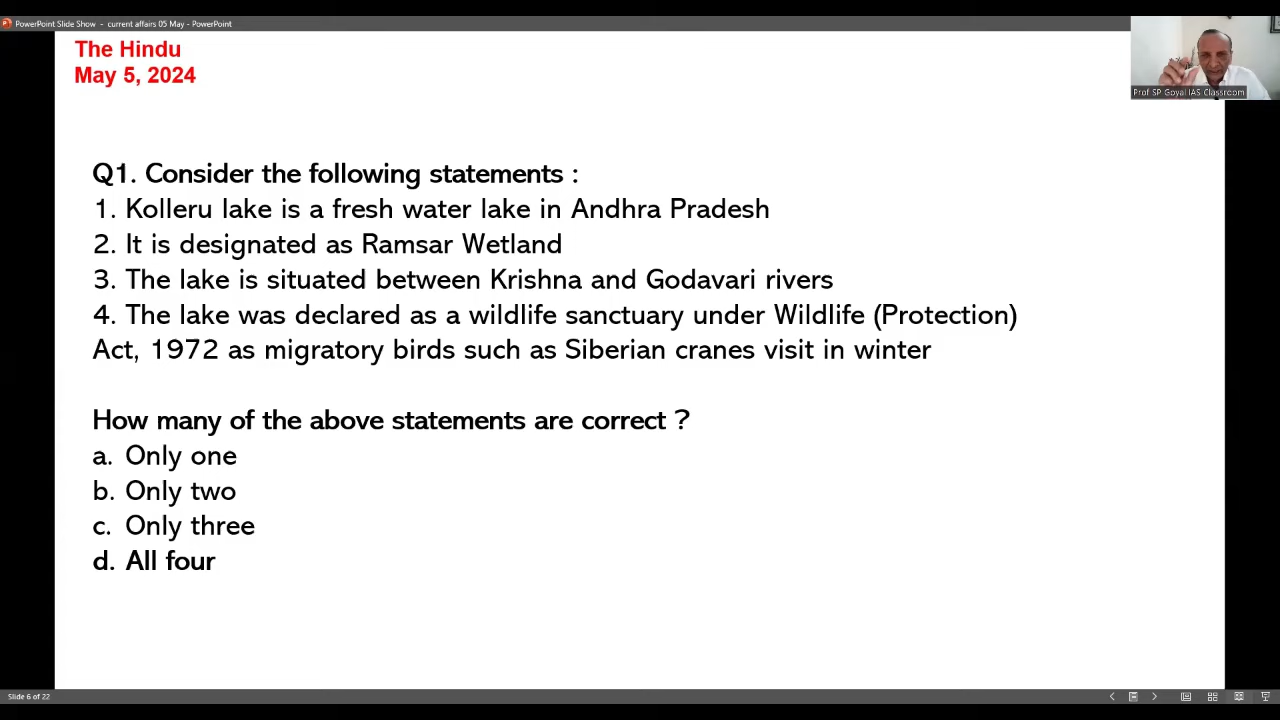 PowerPoint Slide Show - current affairs 05 May - PowerPoint
The Hindu
May 5, 2024
Prof SP Goyal IAS Classroom
Q1. Consider the following statements :
1. Kolleru lake is a fresh water lake in Andhra Pradesh
2. It is designated as Ramsar Wetland
3. The lake is situated between Krishna and Godavari rivers
4. The lake was declared as a wildlife sanctuary under Wildlife (Protection)
Act, 1972 as migratory birds such as Siberian cranes visit in winter
How many of the above statements are correct ?
a. Only one
b. Only two
c. Only three
d. All four
Slide 6 of 22